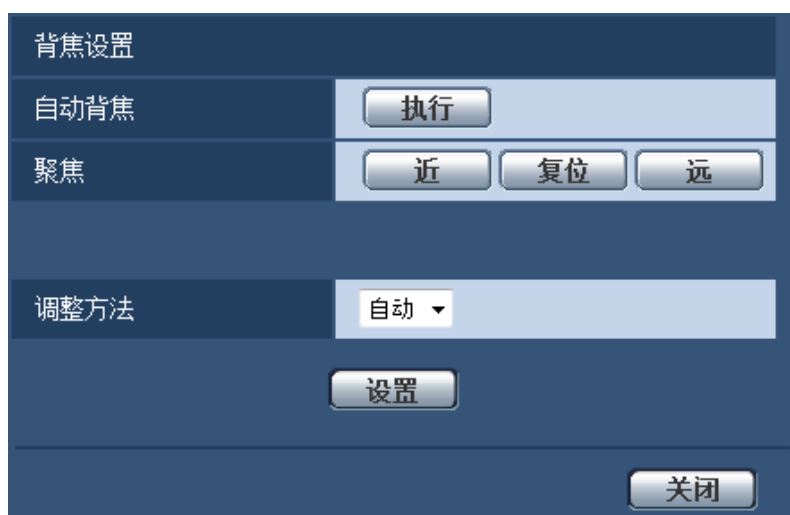 背焦设置
自动背焦 执行
聚焦 近 复位 远
调整方法 自动
设置
关闭